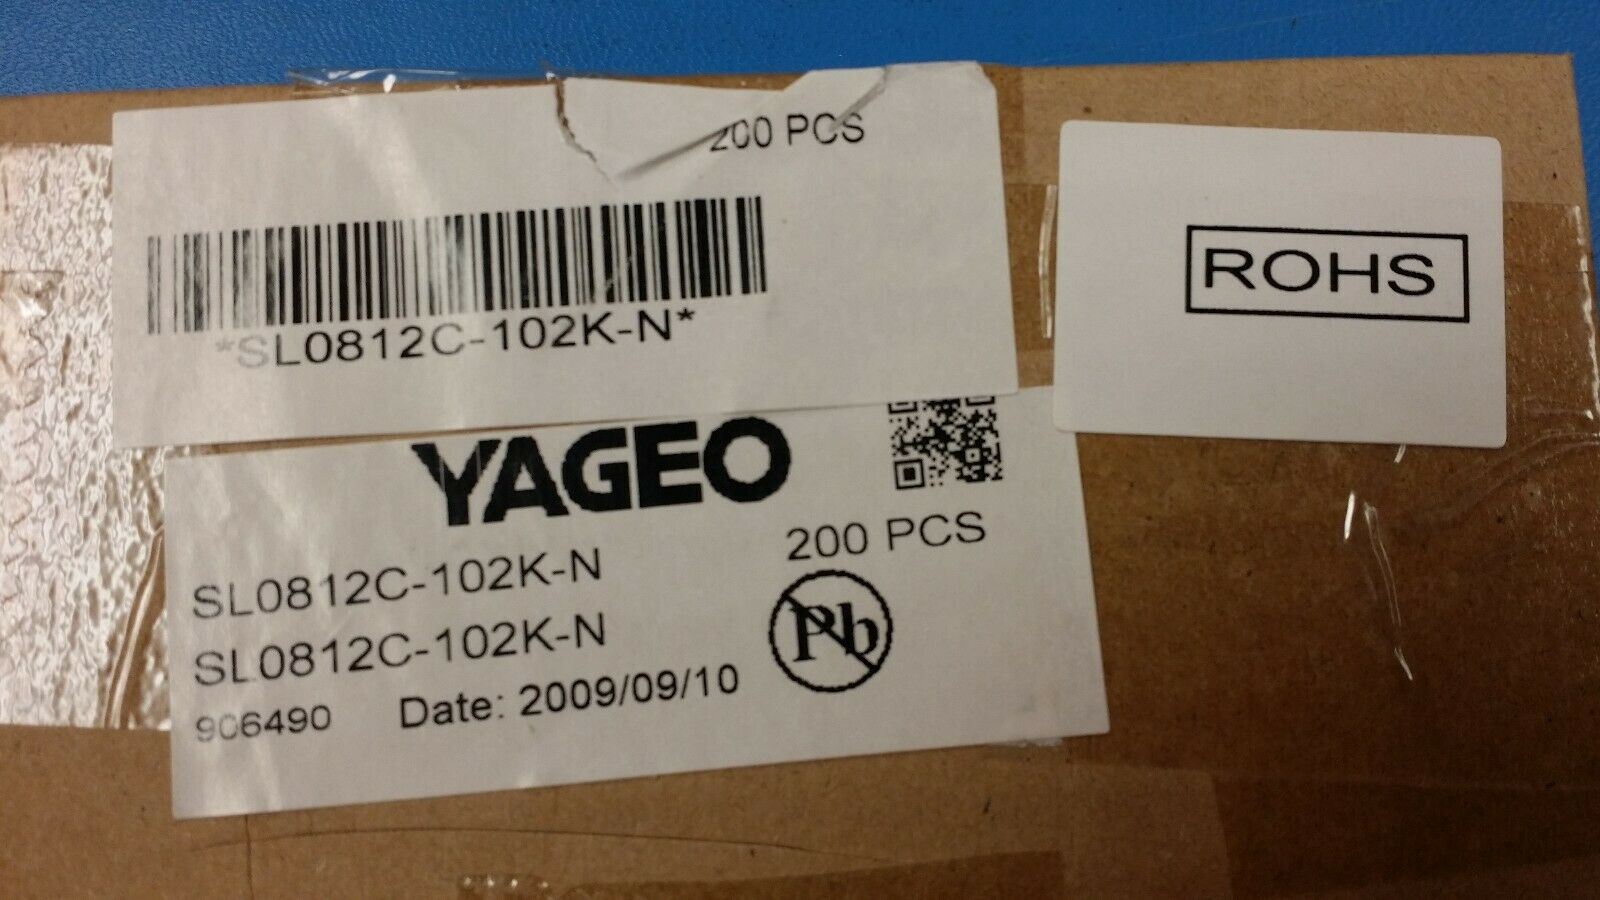 200 PCS
*SL0812C-102K-N*
ROHS
YAGEO
200 PCS
SL0812C-102K-N
SL0812C-102K-N
Pb
906490 Date: 2009/09/10